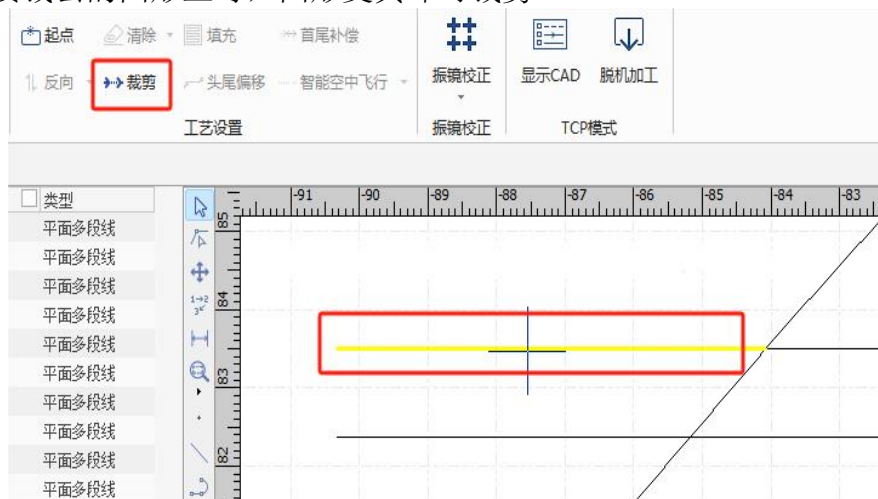 起点 清除 填充 首尾补偿
反向 裁剪 头尾偏移 智能空中飞行 振镜校正 显示CAD 脱机加工
工艺设置 振镜校正 TCP模式
类型
-91 -90 -89 -88 -87 -86 -85 -84 -83
平面多段线
平面多段线
平面多段线
平面多段线
平面多段线
平面多段线
平面多段线
平面多段线
平面多段线
平面多段线
85
84
83
82